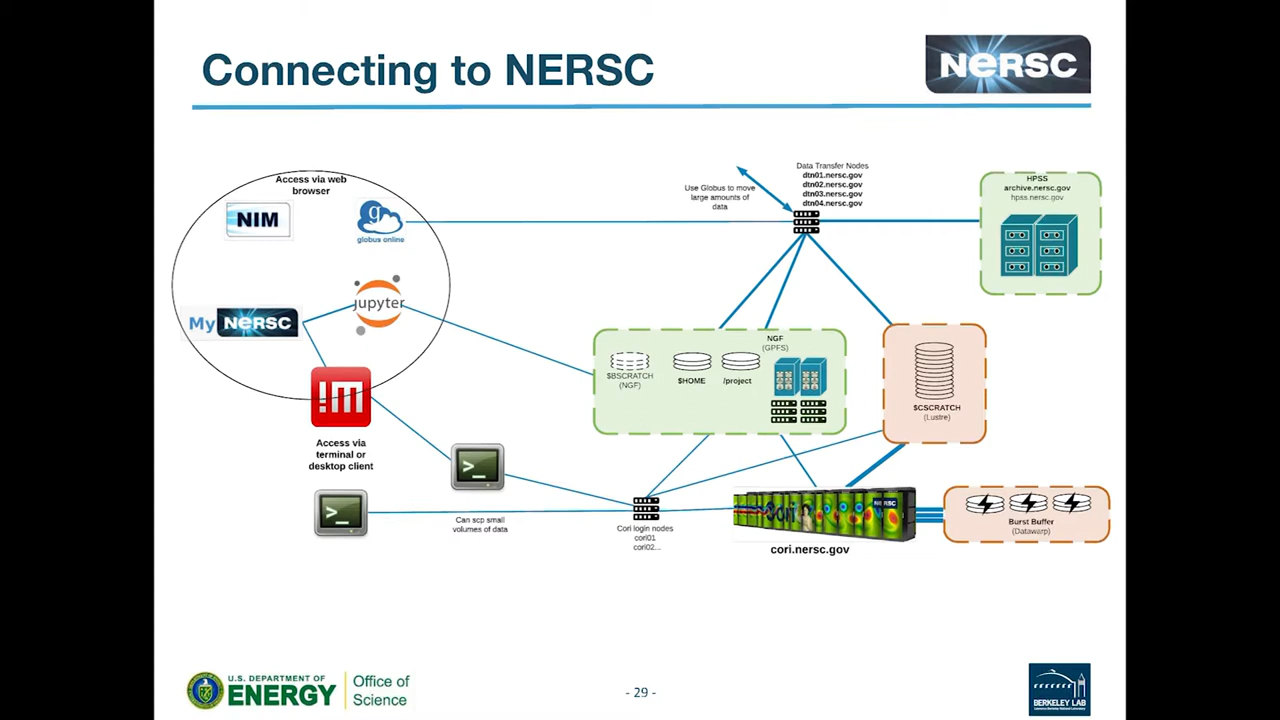 Connecting to NERSC
NERSC
Access via web
browser
NIM
g
globus online
jupyter
My NERSC
!M
Access via
terminal or
desktop client
>_
>_
Can scp small
volumes of data
Use Globus to move
large amounts of
data
Data Transfer Nodes
dtn01.nersc.gov
dtn02.nersc.gov
dtn03.nersc.gov
dtn04.nersc.gov
HPSS
archive.nersc.gov
hpss.nersc.gov
NGF
(GPFS)
$BSCRATCH
(NGF)
$HOME
/project
$CSCRATCH
(Lustre)
Cori login nodes
cori01
cori02...
Cori
NERSC
cori.nersc.gov
Burst Buffer
(Datawarp)
U.S. DEPARTMENT OF
ENERGY
Office of
Science
- 29 -
BERKELEY LAB